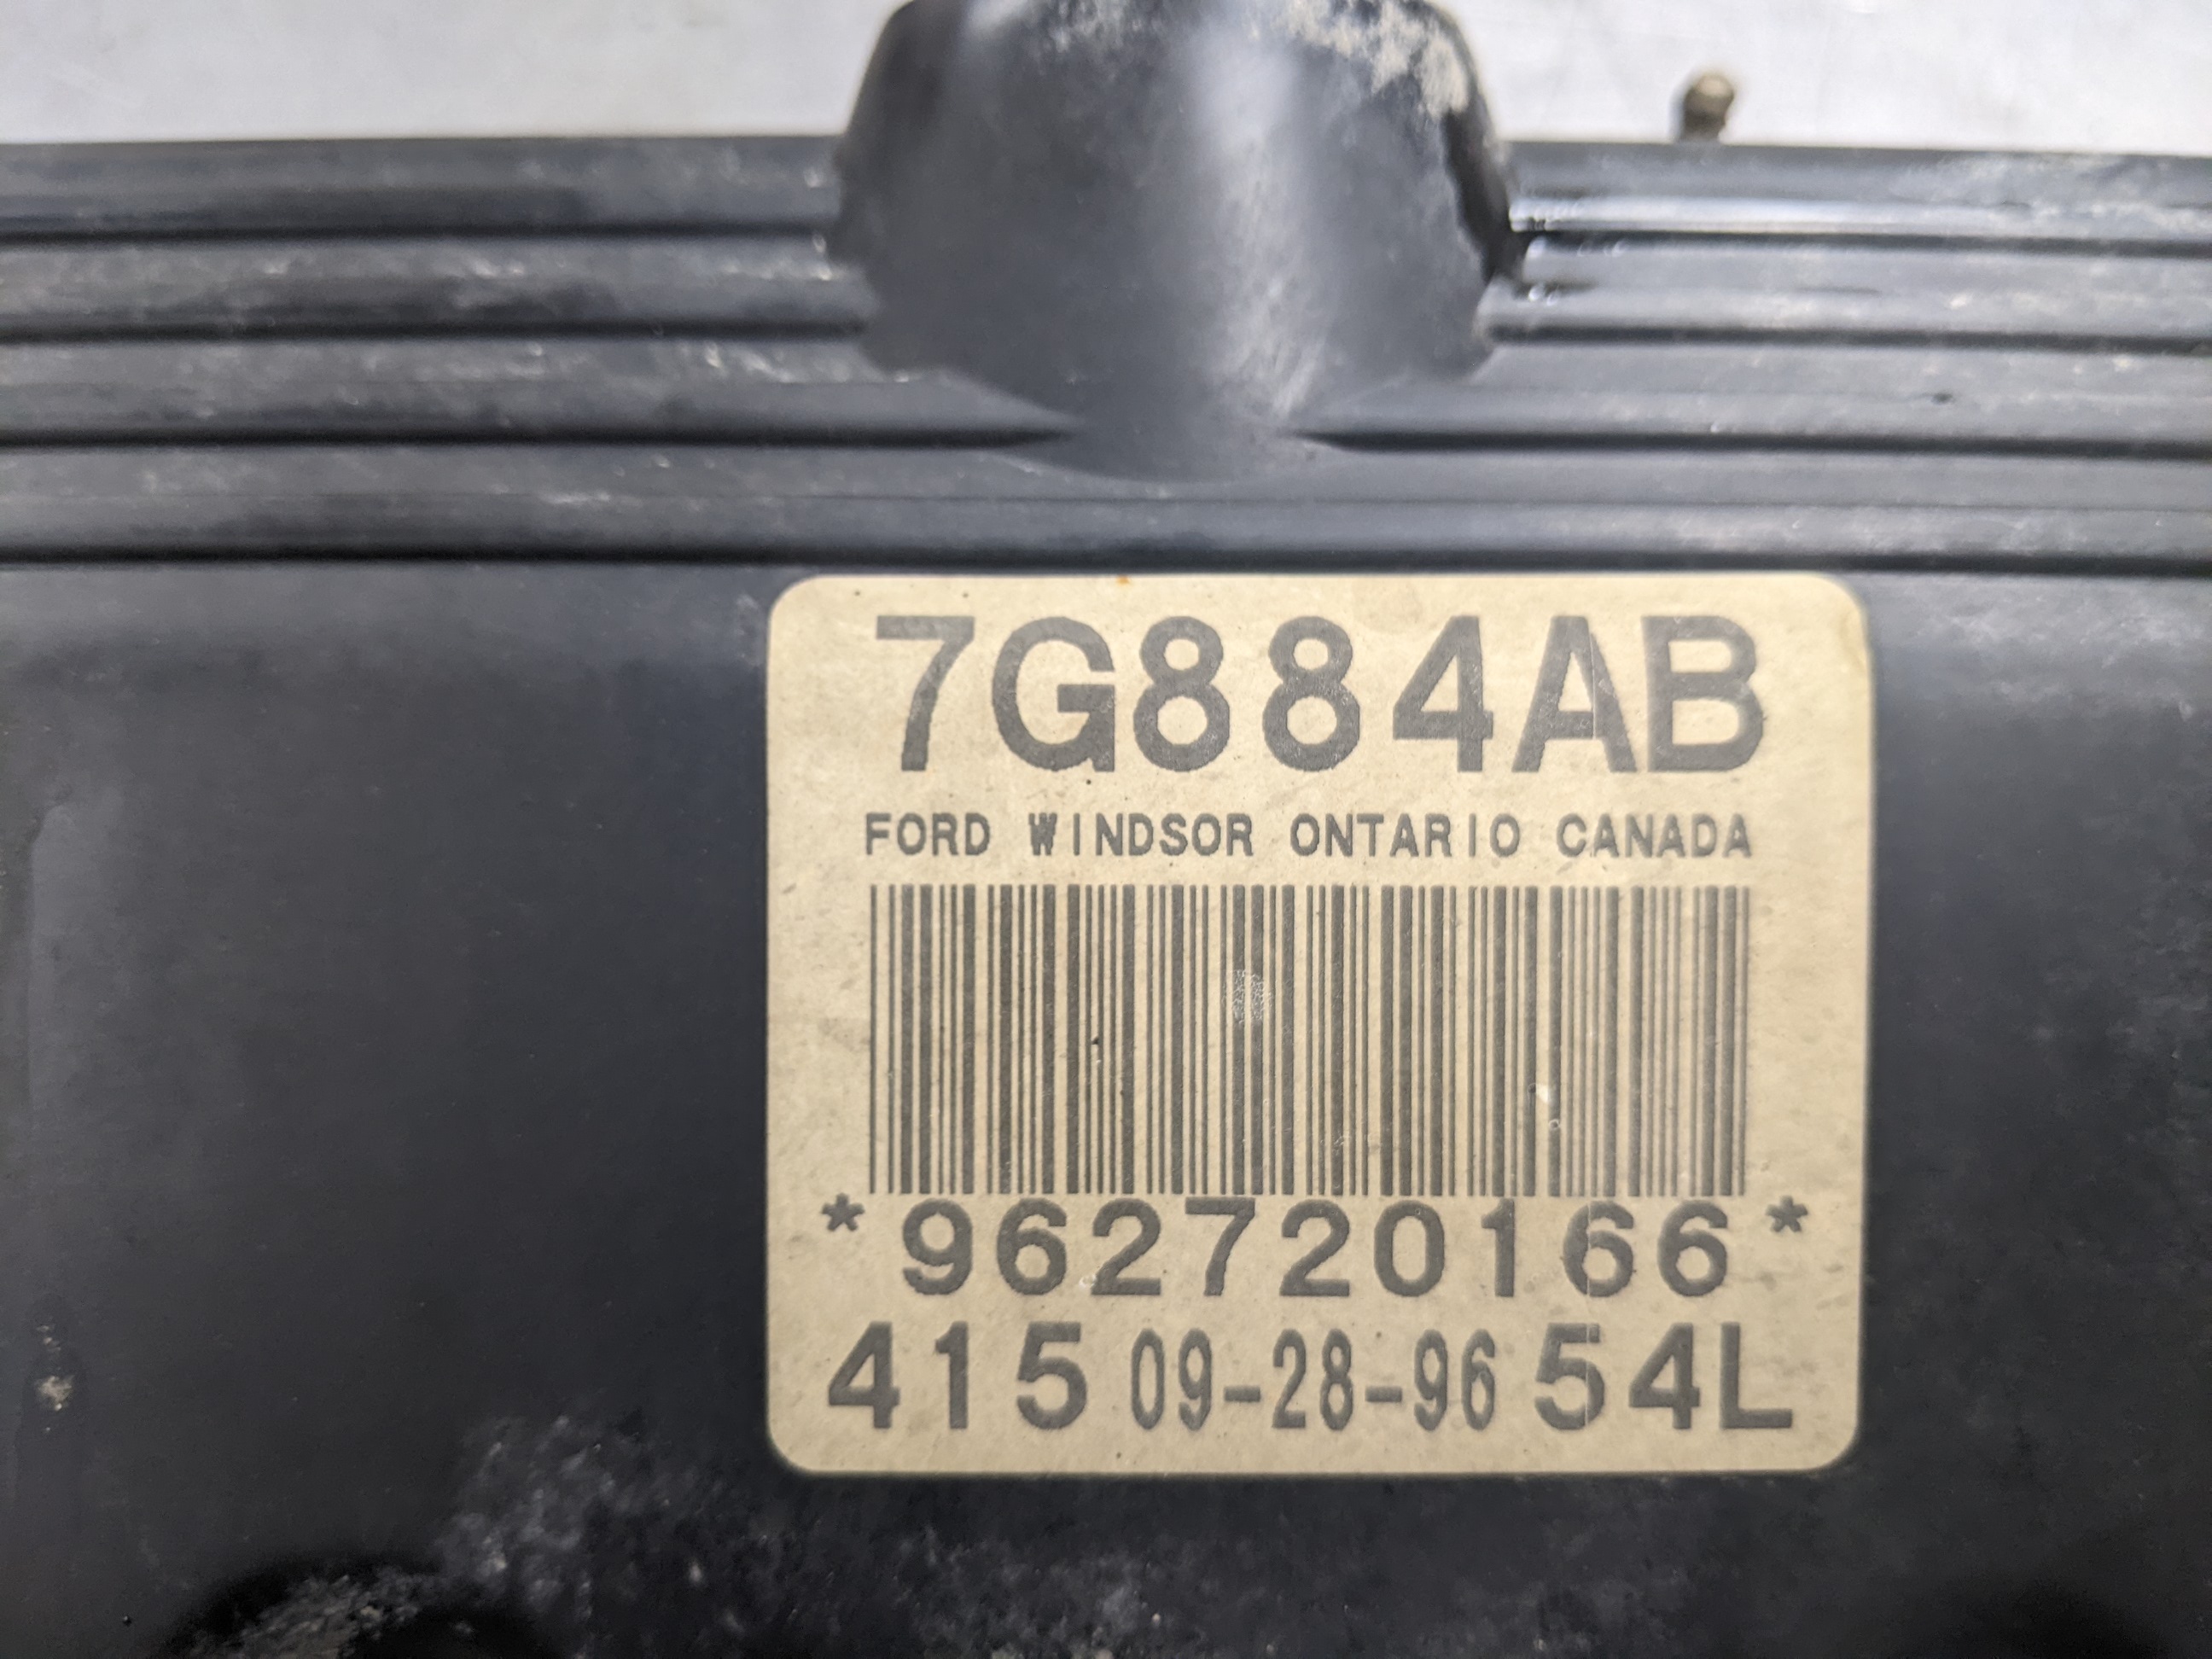 7G884AB
FORD WINDSOR ONTARIO CANADA
*962720166*
415 09-28-96 54L